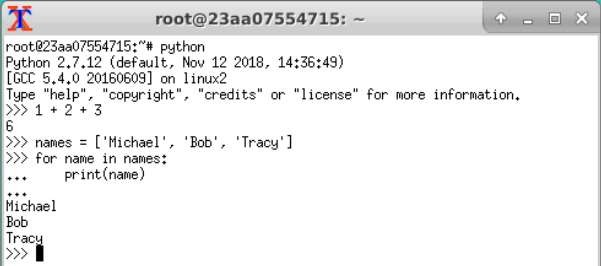 root@23aa07554715: ~
root@23aa07554715:~# python
Python 2.7.12 (default, Nov 12 2018, 14:36:49)
[GCC 5.4.0 20160609] on linux2
Type "help", "copyright", "credits" or "license" for more information.
>>> 1 + 2 + 3
6
>>> names = ['Michael', 'Bob', 'Tracy']
>>> for name in names:
...     print(name)
...
Michael
Bob
Tracy
>>>